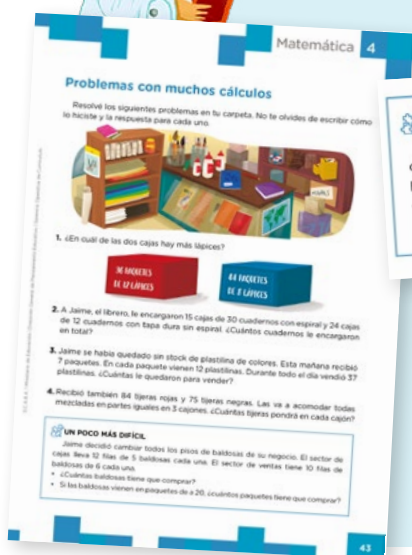 Matemática 4
Problemas con muchos cálculos
Resolvé los siguientes problemas en tu carpeta. No te olvides de escribir cómo
lo hiciste y la respuesta para cada uno.
1. ¿En cuál de las dos cajas hay más lápices?
36 PAQUETES
DE 12 LÁPICES
44 PAQUETES
DE LÁPICES
2. A Jaime, el librero, le encargaron 15 cajas de 30 cuadernos con espiral y 24 cajas
de 12 cuadernos con tapa dura sin espiral. ¿Cuántos cuadernos le encargaron
en total?
3. Jaime se había quedado sin stock de plastilina de colores. Esta mañana recibió
7 paquetes. En cada paquete vienen 12 plastilinas. Durante todo el día vendió 37
plastilinas. ¿Cuántas le quedaron para vender?
4. Recibió también 84 tijeras rojas y 75 tijeras negras. Las va a acomodar todas
mezcladas en partes iguales en 3 cajones. ¿Cuántas tijeras pondrá en cada cajón?
UN POCO MÁS DIFÍCIL
Jaime decidió cambiar todos los pisos de baldosas de su negocio. El sector de
cajas lleva 12 filas de 5 baldosas cada una. El sector de ventas tiene 10 filas de
baldosas de 6 cada una.
• ¿Cuántas baldosas tiene que comprar?
• Si las baldosas vienen en paquetes de a 20, ¿cuántos paquetes tiene que comprar?
43